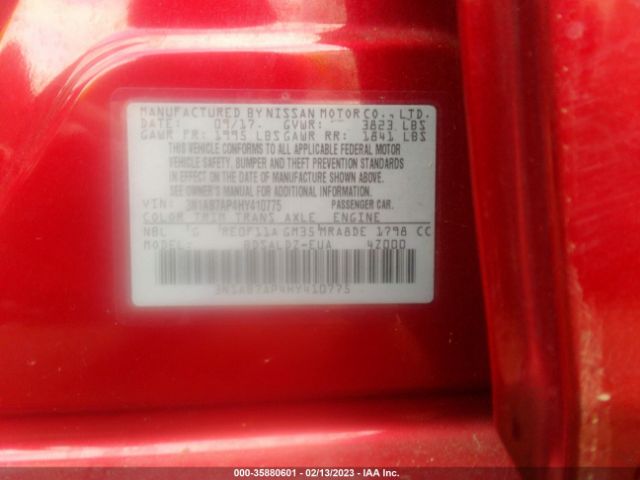 MANUFACTURED BY NISSAN MOTOR CO., LTD.
DATE: 09/17 GVWR: 3823 LBS
GAWR FR: 1995 LBS GAWR RR: 1841 LBS
THIS VEHICLE CONFORMS TO ALL APPLICABLE FEDERAL MOTOR
VEHICLE SAFETY, BUMPER AND THEFT PREVENTION STANDARDS
IN EFFECT ON THE DATE OF MANUFACTURE SHOWN ABOVE.
SEE OWNER'S MANUAL FOR ADDITIONAL INFORMATION.
VIN: 3N1AB7AP4HY410775 PASSENGER CAR.
COLOR TRIM TRANS AXLE ENGINE
NBL G RE0F11A GM35 MRA8DE 1798 CC
MODEL BDSALDZ-EUA 4Z000
3N1AB7AP4HY410775
000-35880601 - 02/13/2023 - IAA Inc.